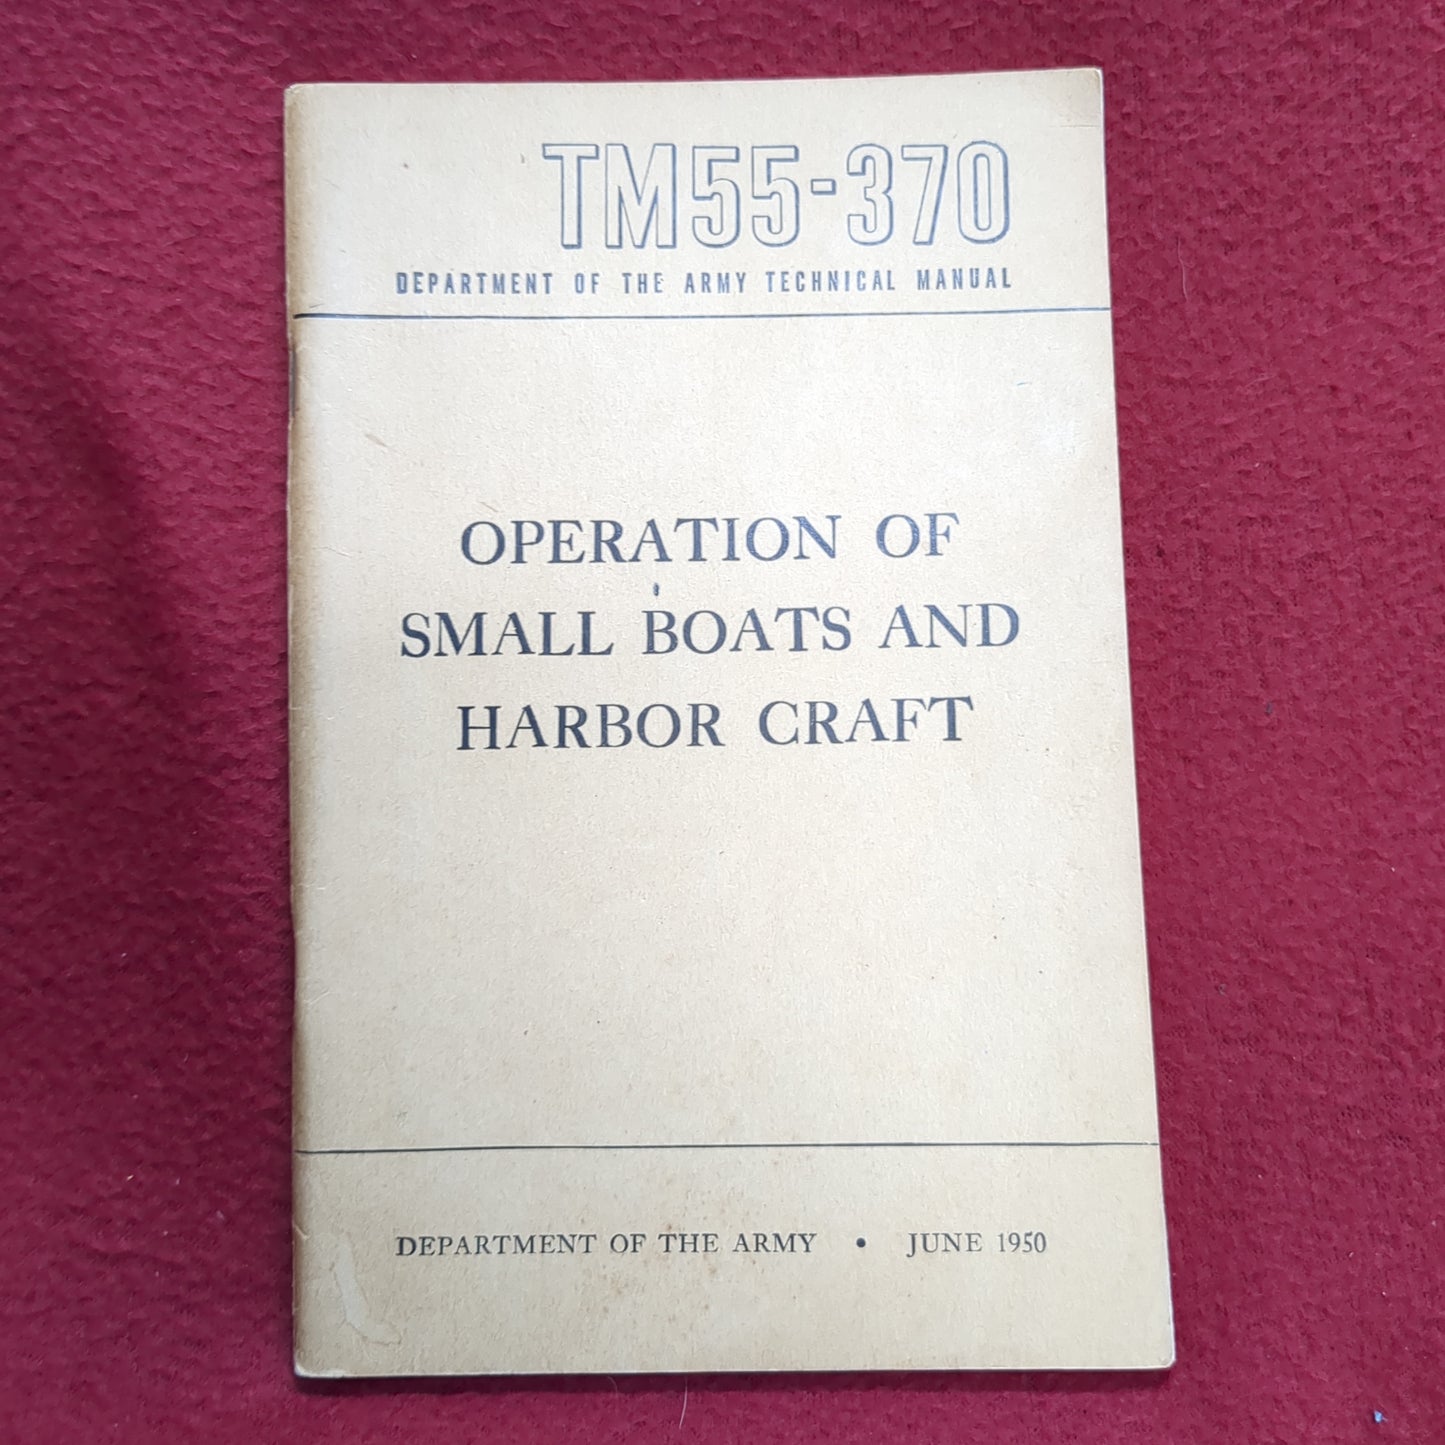 TM55-370
DEPARTMENT OF THE ARMY TECHNICAL MANUAL
OPERATION OF
SMALL BOATS AND
HARBOR CRAFT
DEPARTMENT OF THE ARMY • JUNE 1950